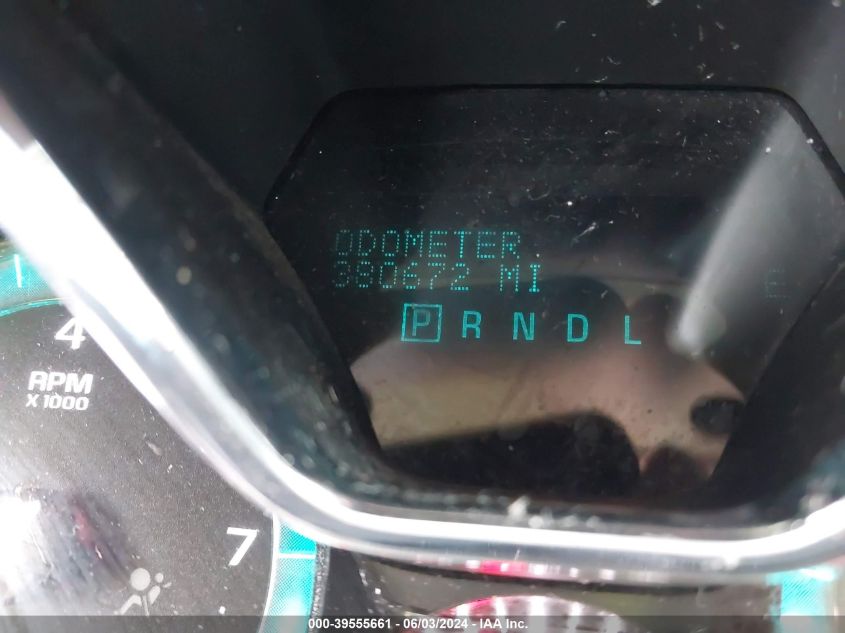 ODOMETER
380672 MI
E
P R N D L
4
RPM
X 1000
7
000-39555661 - 06/03/2024 - IAA Inc.